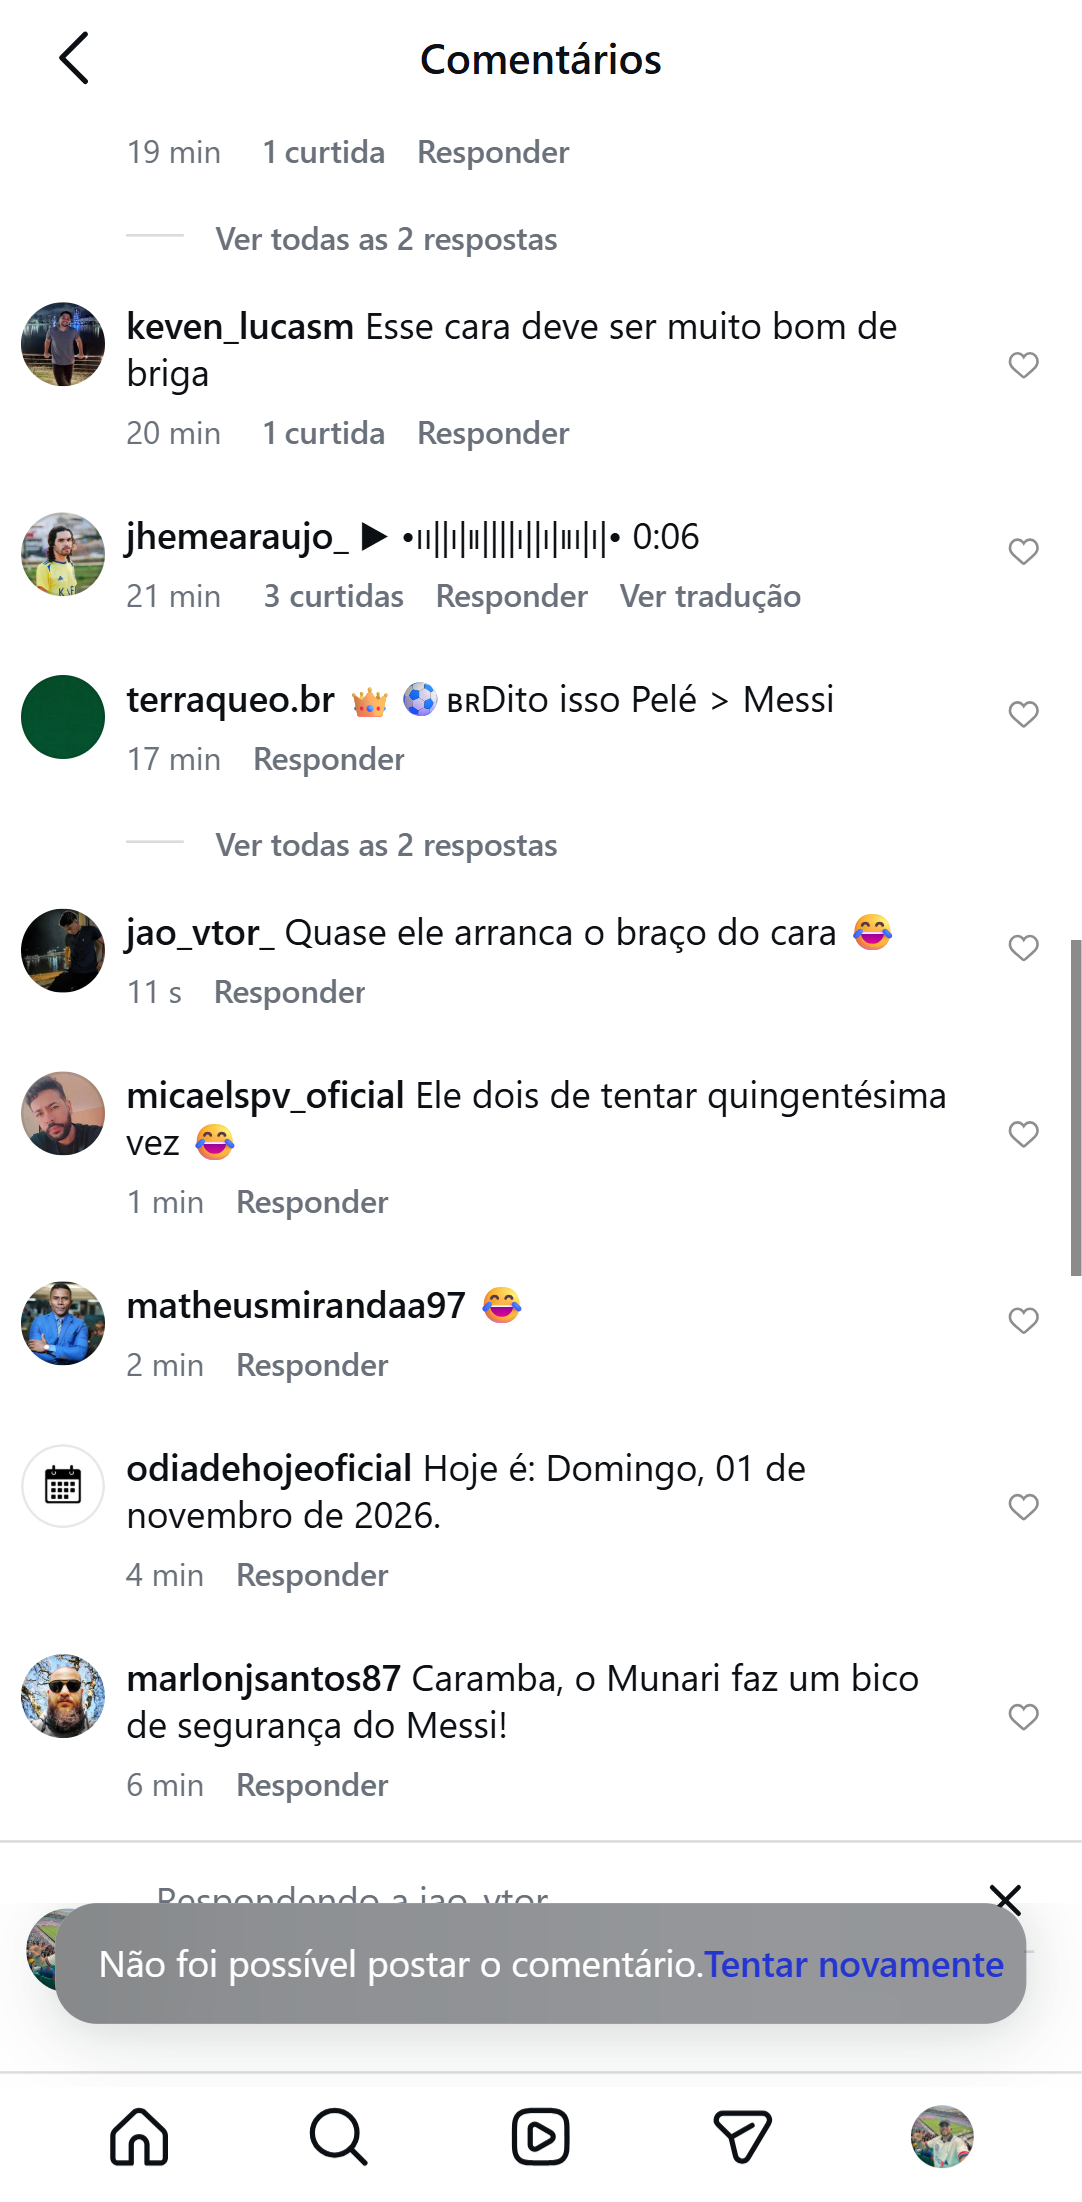 Comentários
19 min 1 curtida Responder
Ver todas as 2 respostas
keven_lucasm Esse cara deve ser muito bom de
briga
20 min 1 curtida Responder
jhemearaujo_ ▶ •၊၊||၊|။||||၊||၊|။၊|၊|• 0:06
21 min 3 curtidas Responder Ver tradução
terraqueo.br 👑 ⚽ ʙʀDito isso Pelé > Messi
17 min Responder
Ver todas as 2 respostas
jao_vtor_ Quase ele arranca o braço do cara 😂
11 s Responder
micaelspv_oficial Ele dois de tentar quingentésima
vez 😂
1 min Responder
matheusmirandaa97 😂
2 min Responder
odiadehojeoficial Hoje é: Domingo, 01 de
novembro de 2026.
4 min Responder
marlonjsantos87 Caramba, o Munari faz um bico
de segurança do Messi!
6 min Responder
Respondendo a jao_vtor_
Não foi possível postar o comentário.Tentar novamente